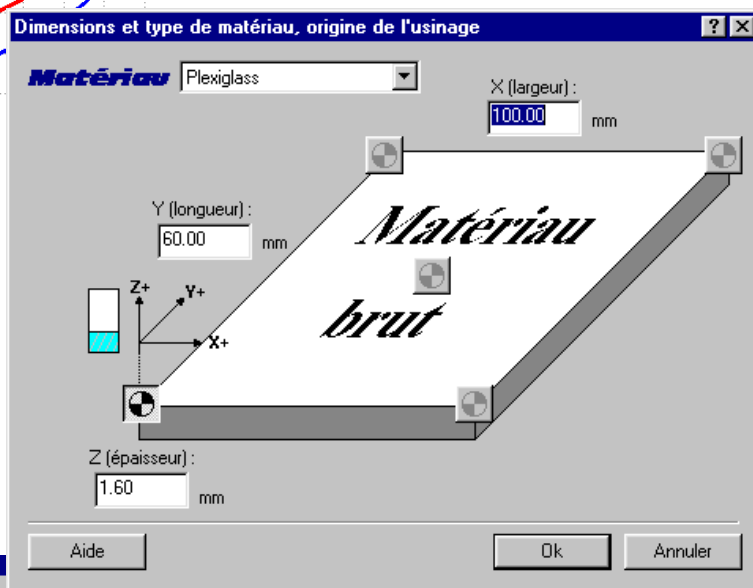 Dimensions et type de matériau, origine de l'usinage
Matériau
Plexiglass
X (largeur) :
100.00
mm
Y (longueur) :
60.00
mm
Matériau
brut
Z+
Y+
X+
Z (épaisseur) :
1.60
mm
Aide
Ok
Annuler